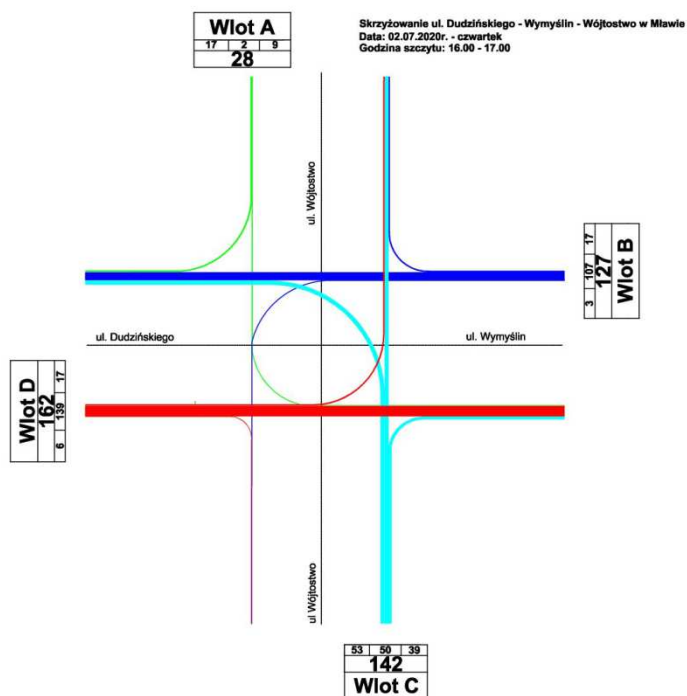 Wlot A
17 2 9
28
Skrzyżowanie ul. Dudzińskiego - Wymyślin - Wójtostwo w Mławie
Data: 02.07.2020r. - czwartek
Godzina szczytu: 16.00 - 17.00
ul. Wójtostwo
3 107 17
127
Wlot B
ul. Dudzińskiego
ul. Wymyślin
Wlot D
162
6 139 17
ul Wójtostwo
53 50 39
142
Wlot C